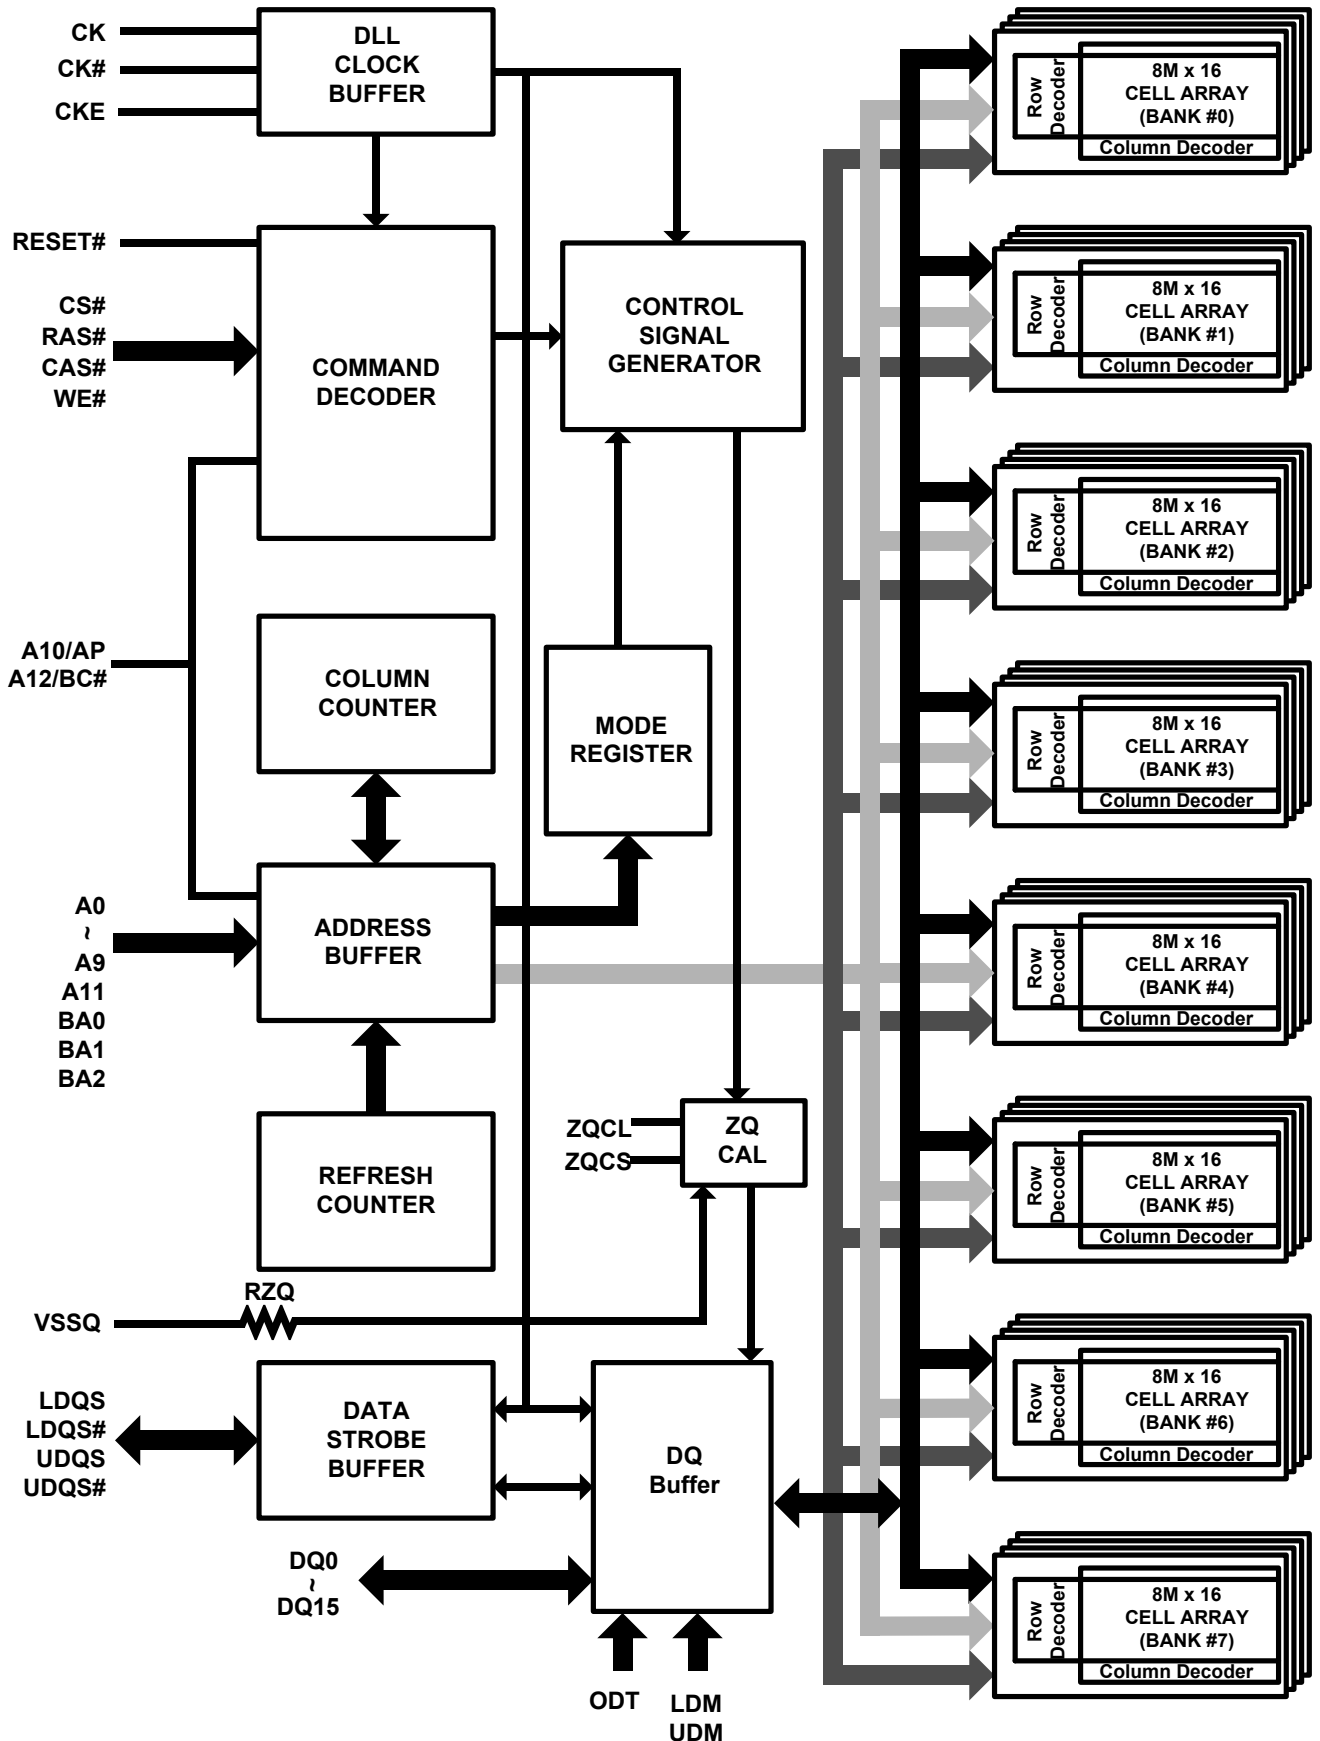 CK
CK#
CKE
DLL
CLOCK
BUFFER
RESET#
CS#
RAS#
CAS#
WE#
COMMAND
DECODER
CONTROL
SIGNAL
GENERATOR
A10/AP
A12/BC#
COLUMN
COUNTER
MODE
REGISTER
A0
~
A9
A11
BA0
BA1
BA2
ADDRESS
BUFFER
REFRESH
COUNTER
ZQCL
ZQCS
ZQ
CAL
RZQ
VSSQ
LDQS
LDQS#
UDQS
UDQS#
DATA
STROBE
BUFFER
DQ
Buffer
DQ0
~
DQ15
ODT
LDM
UDM
Row
Decoder
8M x 16
CELL ARRAY
(BANK #0)
Column Decoder
Row
Decoder
8M x 16
CELL ARRAY
(BANK #1)
Column Decoder
Row
Decoder
8M x 16
CELL ARRAY
(BANK #2)
Column Decoder
Row
Decoder
8M x 16
CELL ARRAY
(BANK #3)
Column Decoder
Row
Decoder
8M x 16
CELL ARRAY
(BANK #4)
Column Decoder
Row
Decoder
8M x 16
CELL ARRAY
(BANK #5)
Column Decoder
Row
Decoder
8M x 16
CELL ARRAY
(BANK #6)
Column Decoder
Row
Decoder
8M x 16
CELL ARRAY
(BANK #7)
Column Decoder